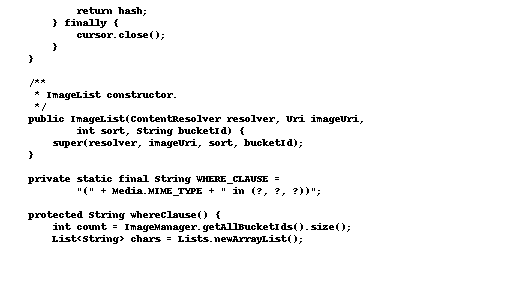 return hash;
} finally {
cursor.close();
}
}
/**
* ImageList constructor.
*/
public ImageList(ContentResolver resolver, Uri imageUri,
int sort, String bucketId) {
super(resolver, imageUri, sort, bucketId);
}
private static final String WHERE_CLAUSE =
"(" + Media.MIME_TYPE + " in (?, ?, ?))";
protected String whereClause() {
int count = ImageManager.getAllBucketIds().size();
List<String> chars = Lists.newArrayList();